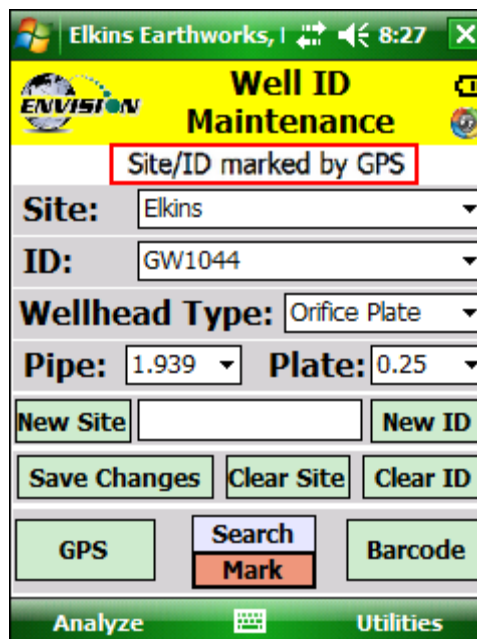 Elkins Earthworks, I 8:27
ENVISION
Well ID
Maintenance
Site/ID marked by GPS
Site: Elkins
ID: GW1044
Wellhead Type: Orifice Plate
Pipe: 1.939 Plate: 0.25
New Site New ID
Save Changes Clear Site Clear ID
GPS Search Barcode
Mark
Analyze Utilities